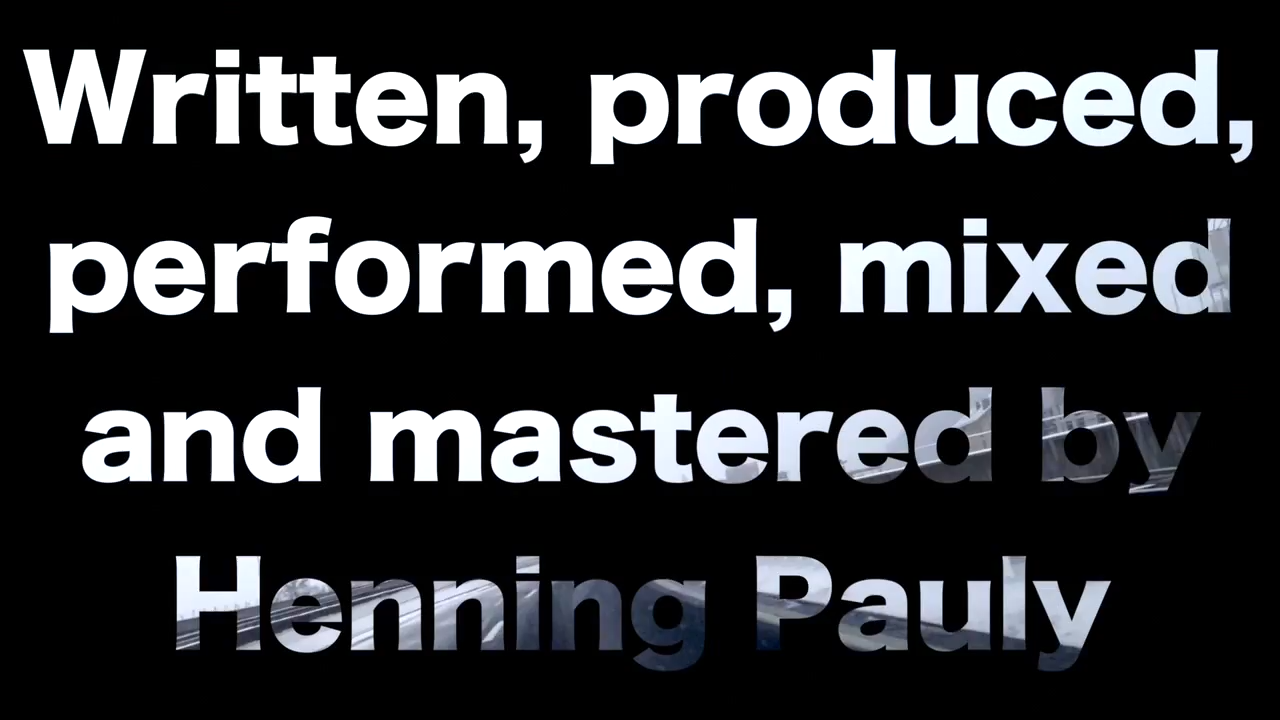 Written, produced,
performed, mixed
and mastered by
Henning Pauly